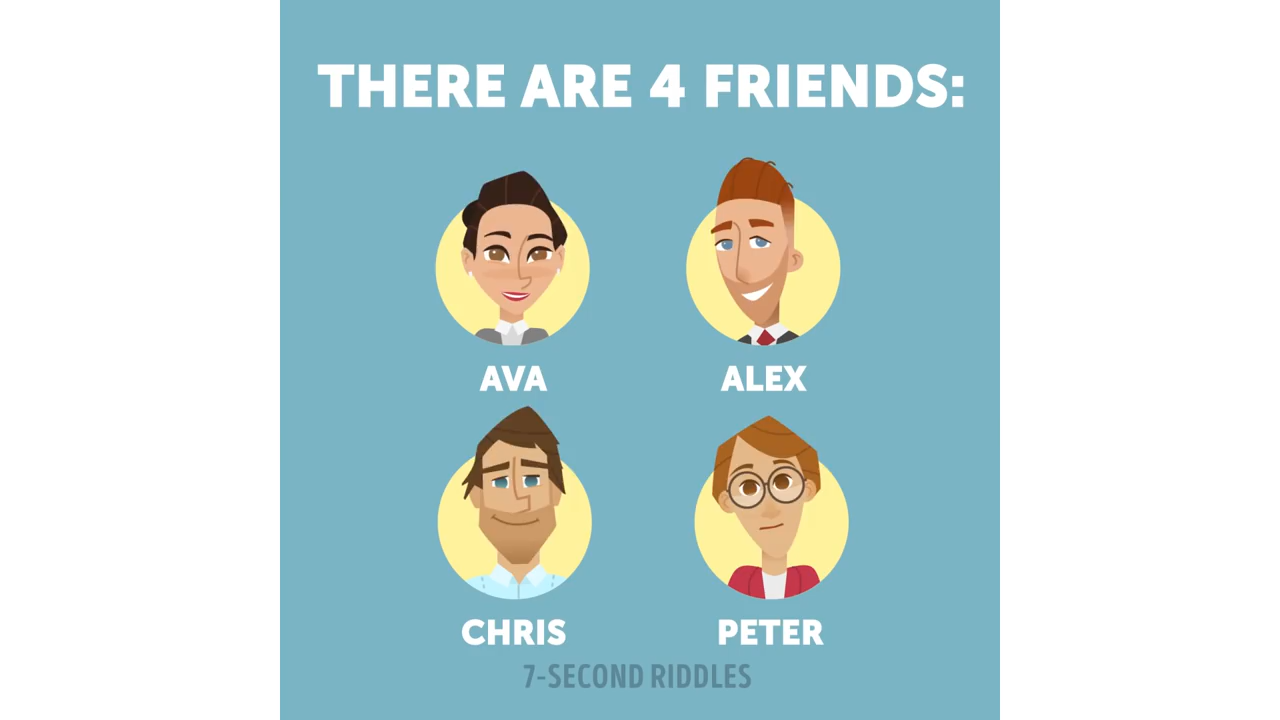 THERE ARE 4 FRIENDS:
AVA
ALEX
CHRIS
PETER
7-SECOND RIDDLES